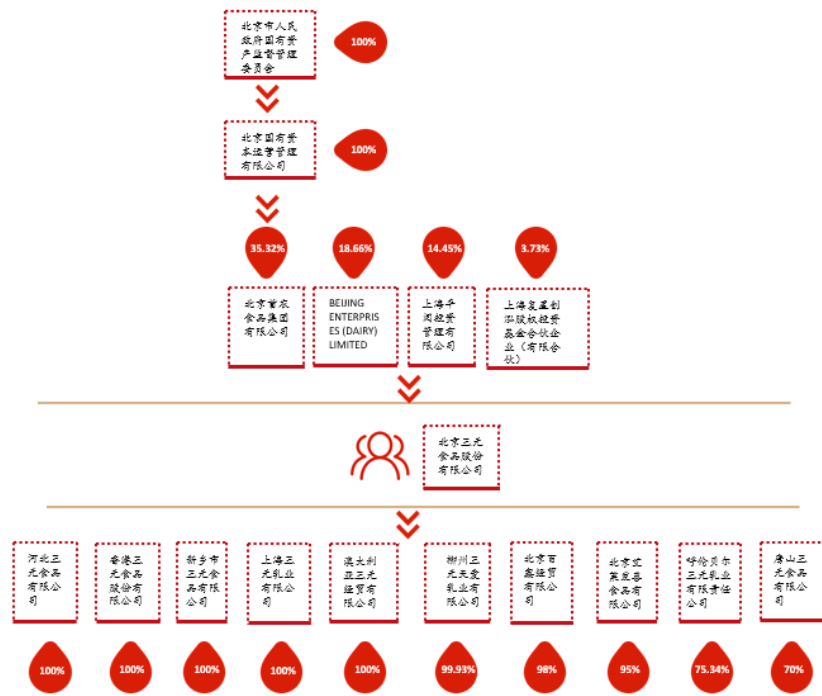 北京市人民
政府国有资
产监督管理
委员会
100%
北京国有资
本运营管理
有限公司
100%
35.32%
18.66%
14.45%
3.73%
北京首农
食品集团
有限公司
BEIJING
ENTERPRIS
ES (DAIRY)
LIMITED
上海平
闰投资
管理有
限公司
上海复星创
泓股权投资
基金合伙企
业（有限合
伙）
北京三元
食品股份
有限公司
河北三
元食品
有限公
司
香港三
元食品
股份有
限公司
新乡市
三元食
品有限
公司
上海三
元乳业
有限公
司
澳大利
亚三元
经贸有
限公司
柳州三
元天爱
乳业有
限公司
北京百
鑫经贸
有限公
司
北京艾
莱发喜
食品有
限公司
呼伦贝尔
三元乳业
有限责任
公司
唐山三
元食品
有限公
司
100%
100%
100%
100%
100%
99.93%
98%
95%
75.34%
70%